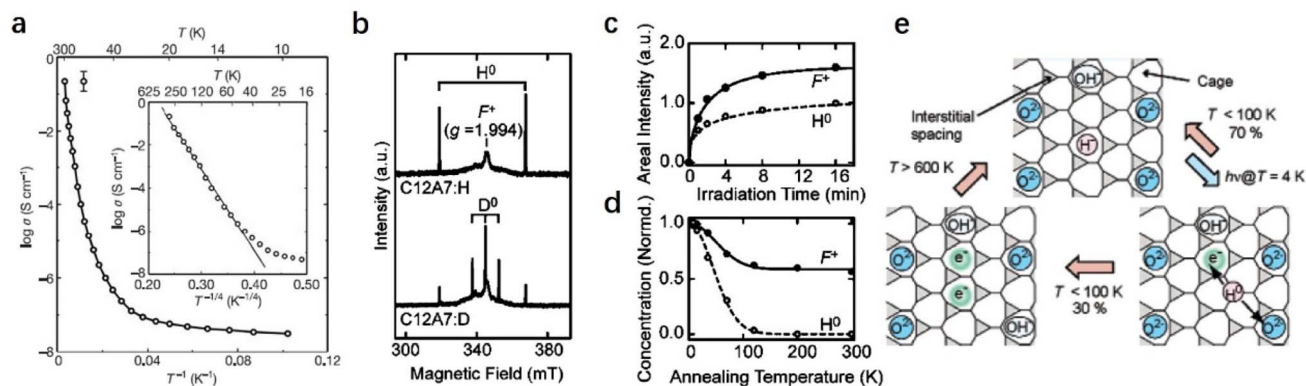 a
T (K)
300 40 20 14 10
0
−2
−4
−6
−8
log σ (S cm⁻¹)
0 0.04 0.08 0.12
T⁻¹ (K⁻¹)
T (K)
625 250 120 60 40 25 16
0
−2
−4
−6
−8
log σ (S cm⁻¹)
0.20 0.30 0.40 0.50
T⁻¹/⁴ (K⁻¹/⁴)
b
H⁰
F⁺
(g =1.994)
C12A7:H
D⁰
C12A7:D
Intensity (a.u.)
300 340 380
Magnetic Field (mT)
c
Areal Intensity (a.u.)
2.0
1.0
0
F⁺
H⁰
0 4 8 12 16
Irradiation Time (min)
d
Concentration (Normd.)
1.0
0.5
0.0
F⁺
H⁰
0 100 200 300
Annealing Temperature (K)
e
OH⁻
Cage
Interstitial
spacing
O²⁻ O²⁻
H⁻
O²⁻ O²⁻
T < 100 K
70 %
T > 600 K
hν@T = 4 K
OH⁻ OH⁻
O²⁻ e⁻ O²⁻ O²⁻ e⁻ O²⁻
e⁻ T < 100 K H⁰
30 %
O²⁻ OH⁻ O²⁻ O²⁻